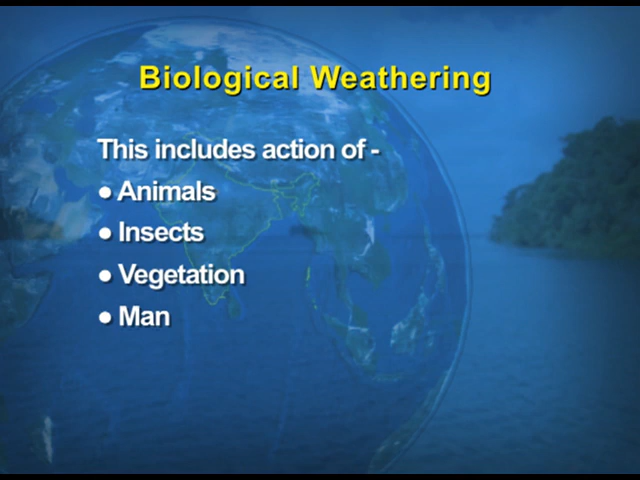 Biological Weathering
This includes action of -
● Animals
● Insects
● Vegetation
● Man